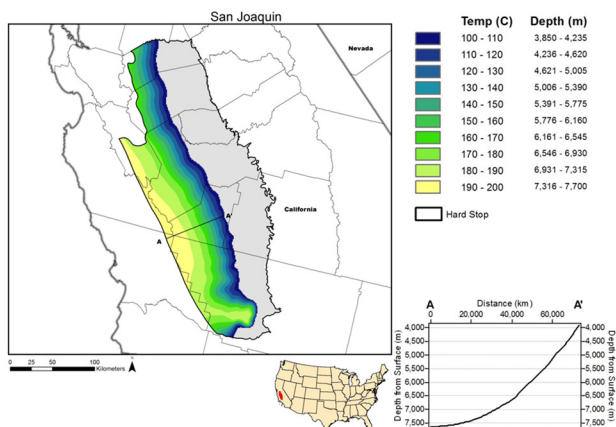 San Joaquin
Nevada
California
A
A'
0 25 50 100
Kilometers
Temp (C) Depth (m)
100 - 110 3,850 - 4,235
110 - 120 4,236 - 4,620
120 - 130 4,621 - 5,005
130 - 140 5,006 - 5,390
140 - 150 5,391 - 5,775
150 - 160 5,776 - 6,160
160 - 170 6,161 - 6,545
170 - 180 6,546 - 6,930
180 - 190 6,931 - 7,315
190 - 200 7,316 - 7,700
Hard Stop
A Distance (km) A'
0 20,000 40,000 60,000
4,000 4,000
4,500 4,500
5,000 5,000
5,500 5,500
6,000 6,000
6,500 6,500
7,000 7,000
7,500 7,500
Depth from Surface (m)
Depth from Surface (m)